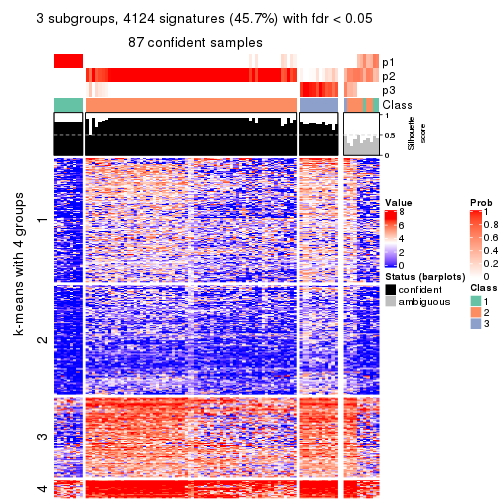 3 subgroups, 4124 signatures (45.7%) with fdr < 0.05
87 confident samples
p1
p2
p3
Class
1
0.5
0
Silhouette
score
k-means with 4 groups
1
2
3
4
Value
8
6
4
2
0
Status (barplots)
confident
ambiguous
Prob
1
0.8
0.6
0.4
0.2
0
Class
1
2
3